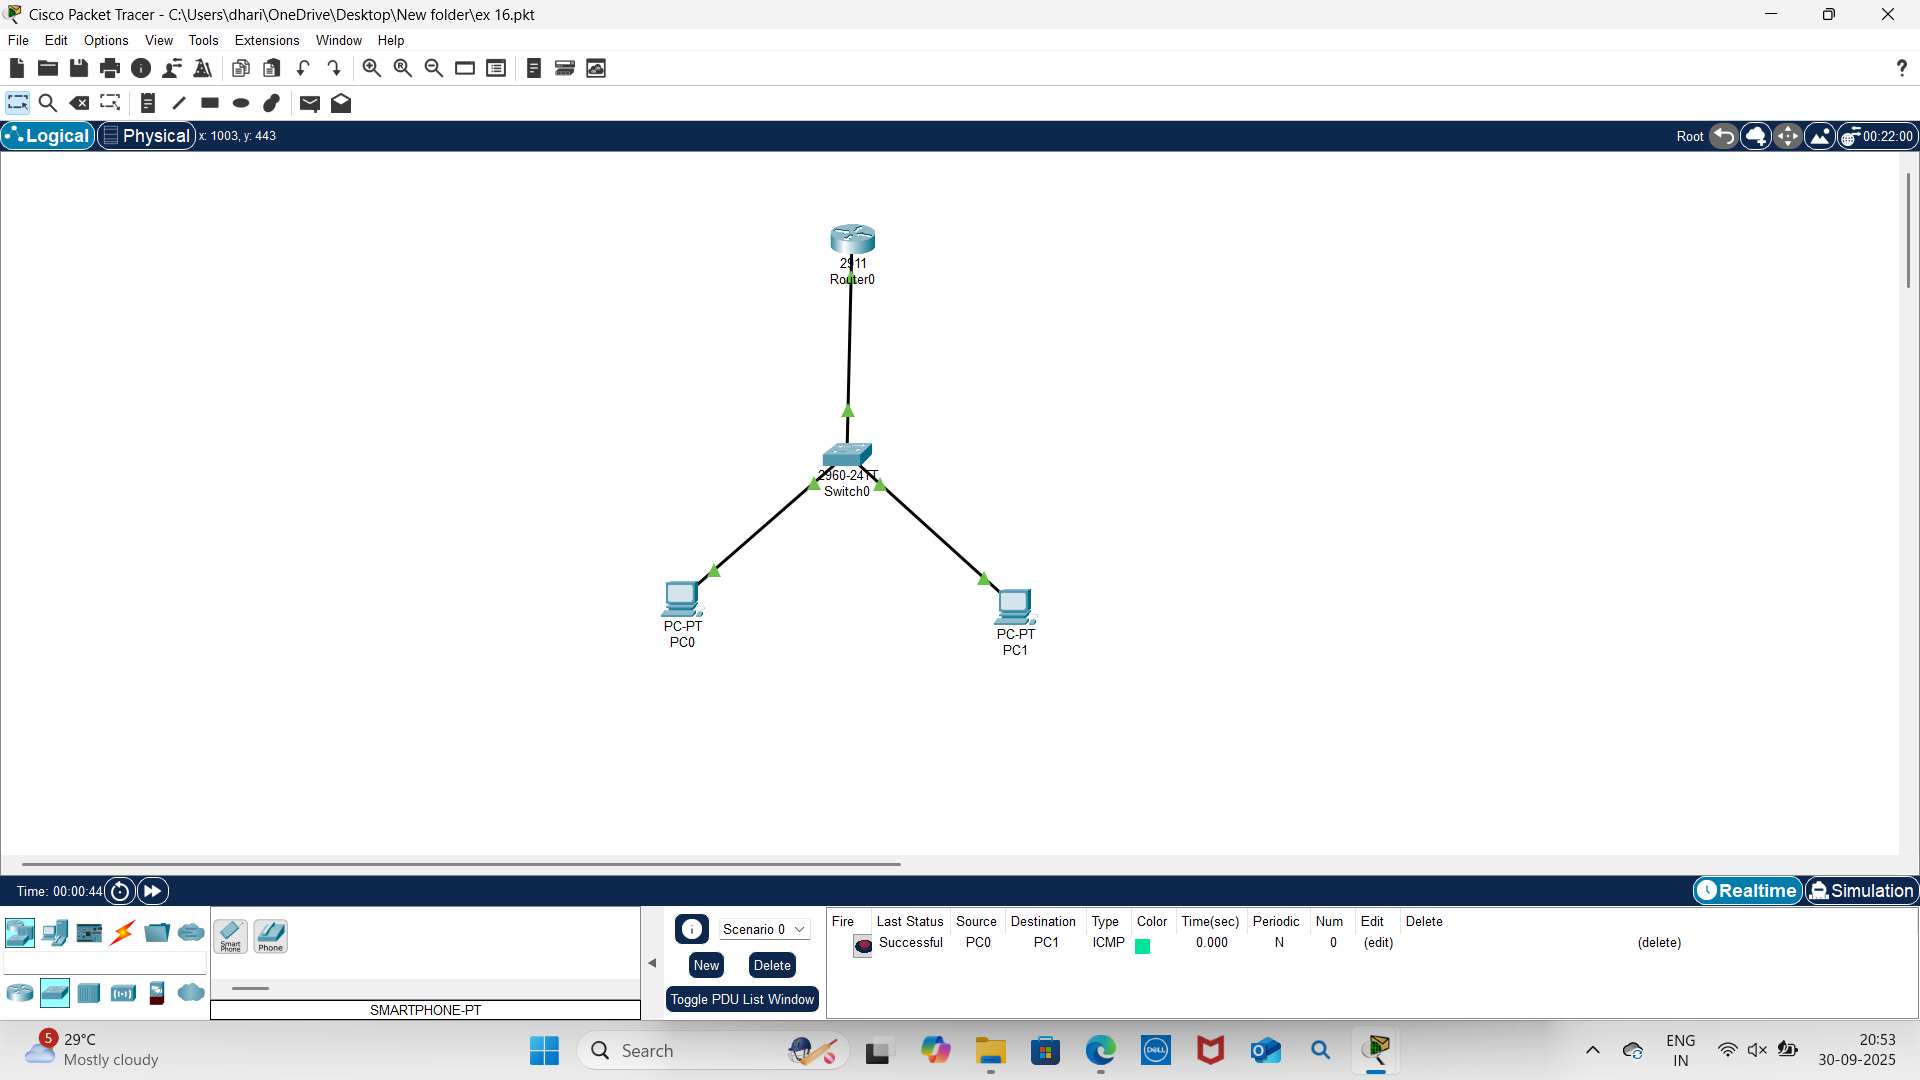 Cisco Packet Tracer - C:\Users\dhari\OneDrive\Desktop\New folder\ex 16.pkt
File Edit Options View Tools Extensions Window Help
?
Logical Physical x: 1003, y: 443 Root 00:22:00
2911
Router0
2960-24TT
Switch0
PC-PT
PC0
PC-PT
PC1
Time: 00:00:44 Realtime Simulation
Smart Phone Phone
SMARTPHONE-PT
Scenario 0
New Delete
Toggle PDU List Window
Fire Last Status Source Destination Type Color Time(sec) Periodic Num Edit Delete
Successful PC0 PC1 ICMP 0.000 N 0 (edit) (delete)
5 29°C
Mostly cloudy
Search
DELL
ENG
IN
20:53
30-09-2025